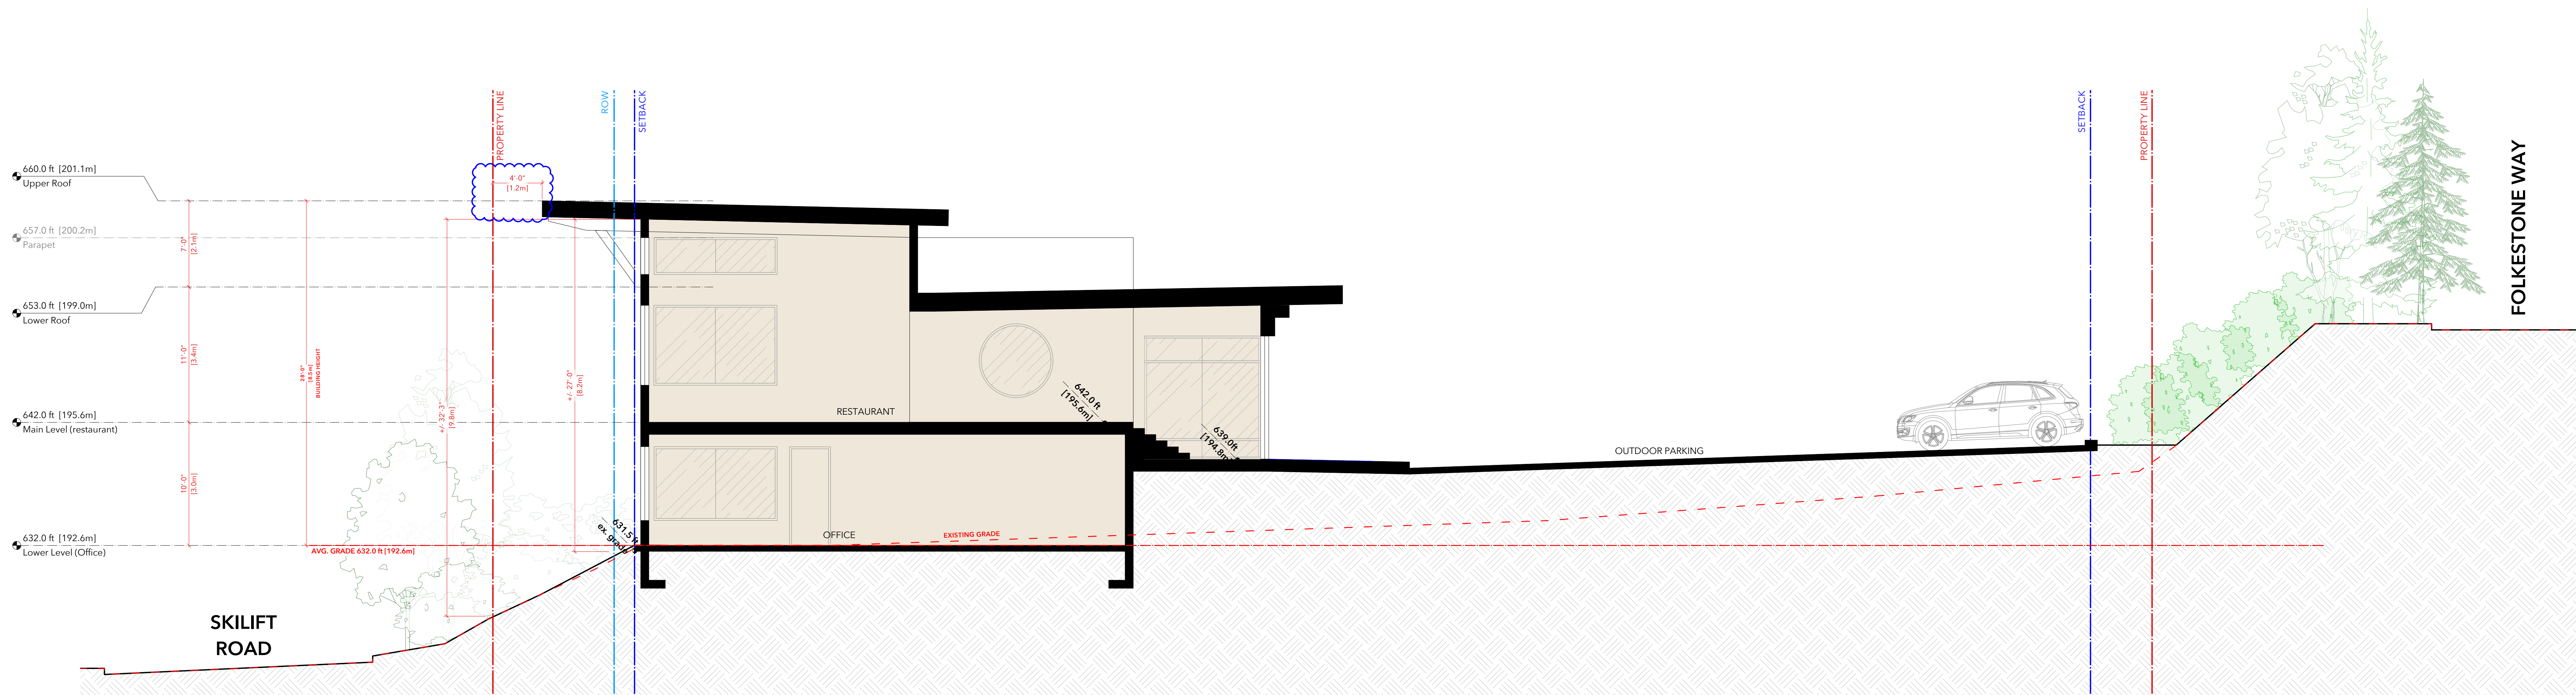 660.0 ft [201.1m]
Upper Roof
657.0 ft [200.2m]
Parapet
653.0 ft [199.0m]
Lower Roof
642.0 ft [195.6m]
Main Level (restaurant)
632.0 ft [192.6m]
Lower Level (Office)
7'-0"
[2.1m]
11'-0"
[3.4m]
10'-0"
[3.0m]
28'-0"
[8.5m]
BUILDING HEIGHT
AVG. GRADE 632.0 ft [192.6m]
+/- 32'-3"
[9.8m]
PROPERTY LINE
4'-0"
[1.2m]
+/- 27'-0"
[8.2m]
ROW
SETBACK
631.5 ft
ex. grade
SKILIFT
ROAD
RESTAURANT
OFFICE
EXISTING GRADE
642.0 ft
[195.6m]
639.0ft
[194.8m]
OUTDOOR PARKING
SETBACK
PROPERTY LINE
FOLKESTONE WAY